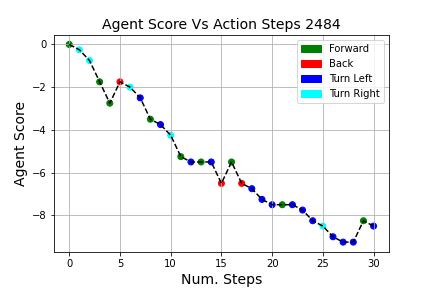 Agent Score Vs Action Steps 2484
Forward
Back
Turn Left
Turn Right
Agent Score
0
−2
−4
−6
−8
0 5 10 15 20 25 30
Num. Steps